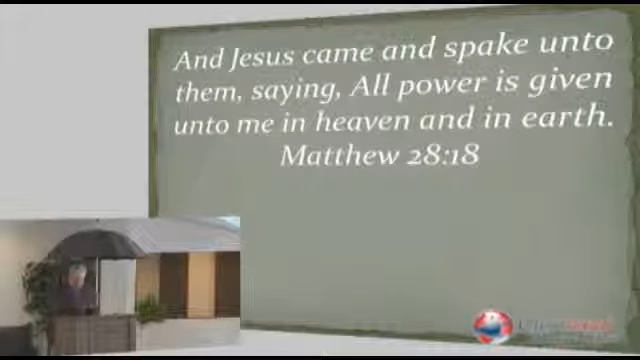 And Jesus came and spake unto
them, saying, All power is given
unto me in heaven and in earth.
Matthew 28:18